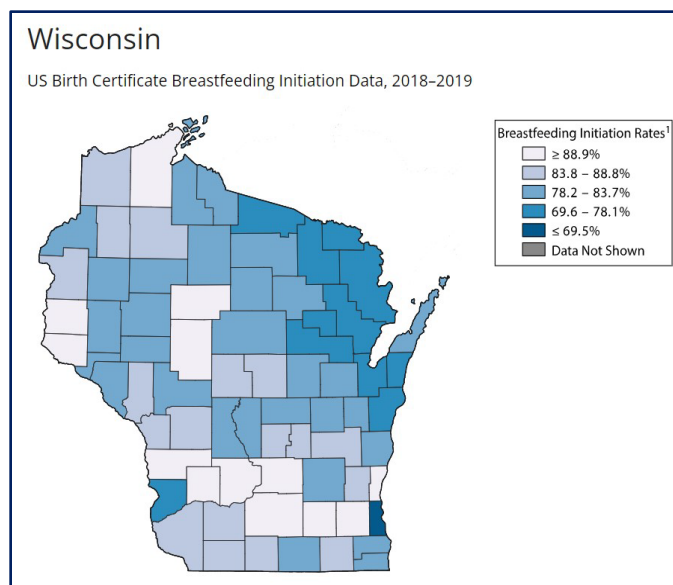 Wisconsin
US Birth Certificate Breastfeeding Initiation Data, 2018–2019
Breastfeeding Initiation Rates¹
≥ 88.9%
83.8 – 88.8%
78.2 – 83.7%
69.6 – 78.1%
≤ 69.5%
Data Not Shown